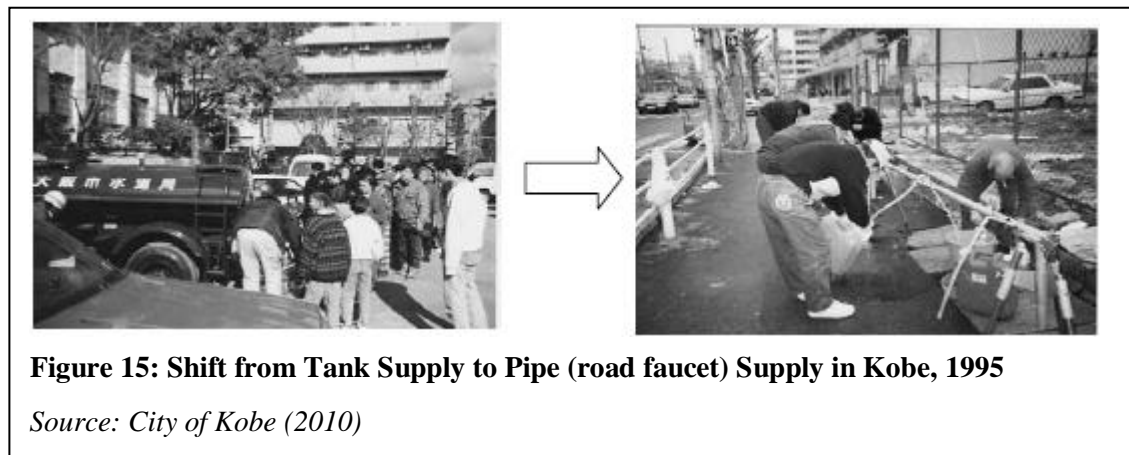 大阪市水道局
Figure 15: Shift from Tank Supply to Pipe (road faucet) Supply in Kobe, 1995
Source: City of Kobe (2010)